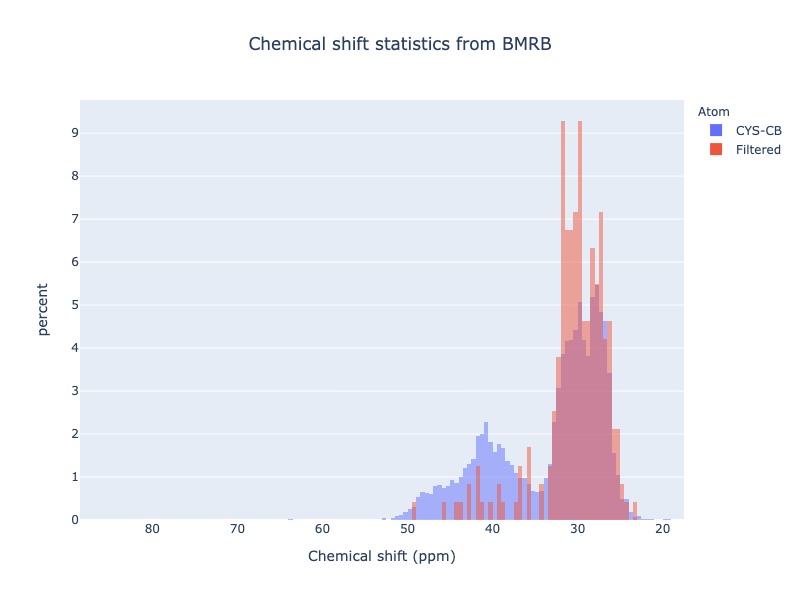 Chemical shift statistics from BMRB
Atom
CYS-CB
Filtered
9
8
7
6
5
4
3
2
1
0
percent
80 70 60 50 40 30 20
Chemical shift (ppm)